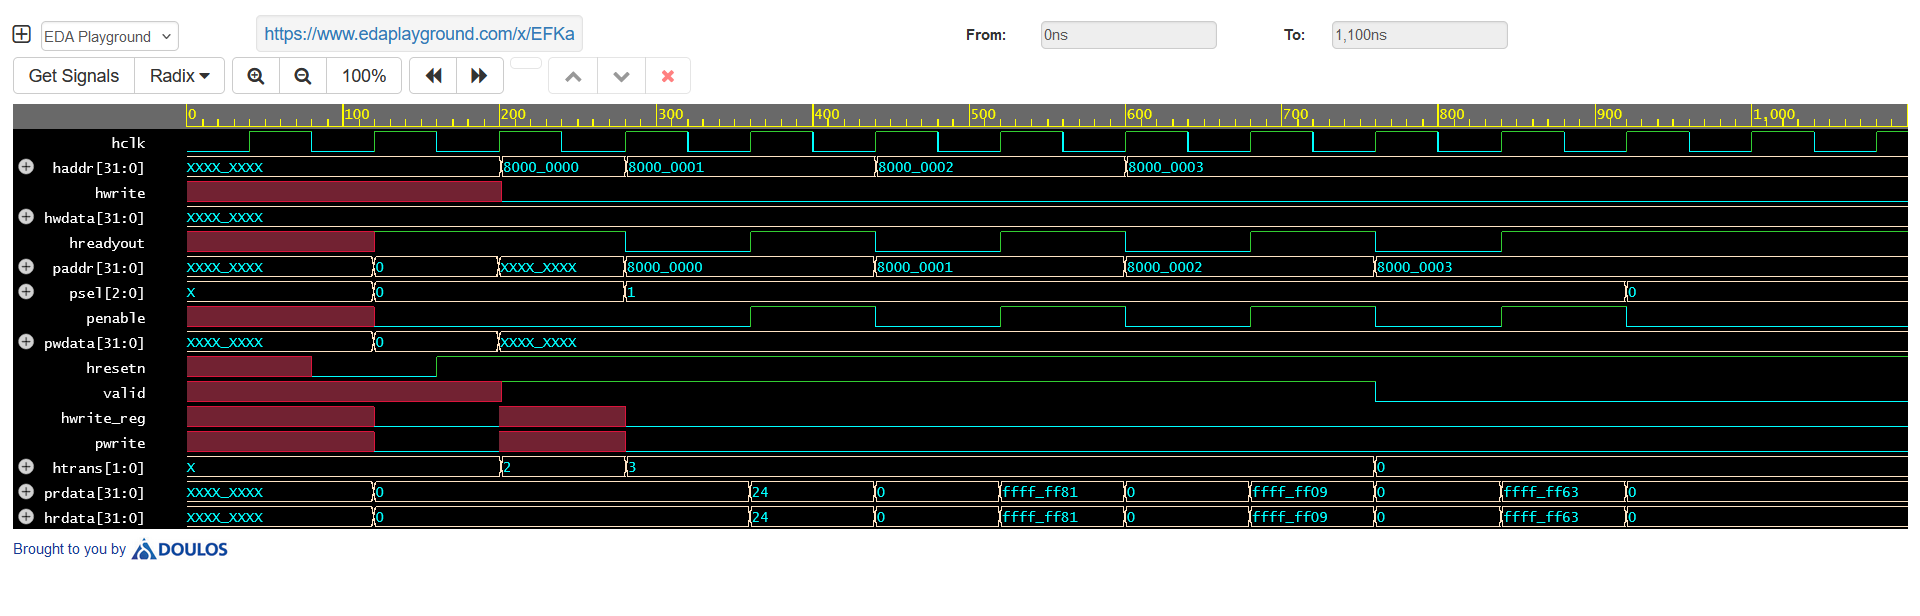 EDA Playground https://www.edaplayground.com/x/EFKa From: 0ns To: 1,100ns
Get Signals Radix 100%
0 100 200 300 400 500 600 700 800 900 1,000
hclk
haddr[31:0] XXXX_XXXX 8000_0000 8000_0001 8000_0002 8000_0003
hwrite
hwdata[31:0] XXXX_XXXX
hreadyout
paddr[31:0] XXXX_XXXX 0 XXXX_XXXX 8000_0000 8000_0001 8000_0002 8000_0003
psel[2:0] X 0 1 0
penable
pwdata[31:0] XXXX_XXXX 0 XXXX_XXXX
hresetn
valid
hwrite_reg
pwrite
htrans[1:0] X 2 3 0
prdata[31:0] XXXX_XXXX 0 24 0 ffff_ff81 0 ffff_ff09 0 ffff_ff63 0
hrdata[31:0] XXXX_XXXX 0 24 0 ffff_ff81 0 ffff_ff09 0 ffff_ff63 0
Brought to you by DOULOS